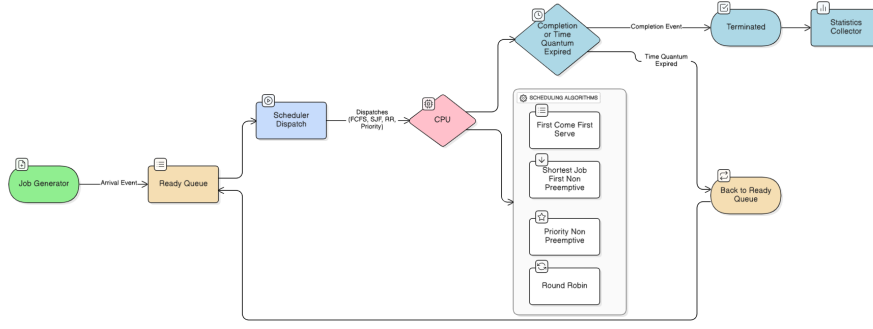 Completion
or Time
Quantum
Expired
Completion Event
Terminated
Statistics
Collector
Time Quantum
Expired
SCHEDULING ALGORITHMS
Scheduler
Dispatch
Dispatches
(FCFS, SJF, RR,
Priority)
CPU
First Come First
Serve
Shortest Job
First Non
Preemptive
Job Generator
Arrival Event
Ready Queue
Back to Ready
Queue
Priority Non
Preemptive
Round Robin